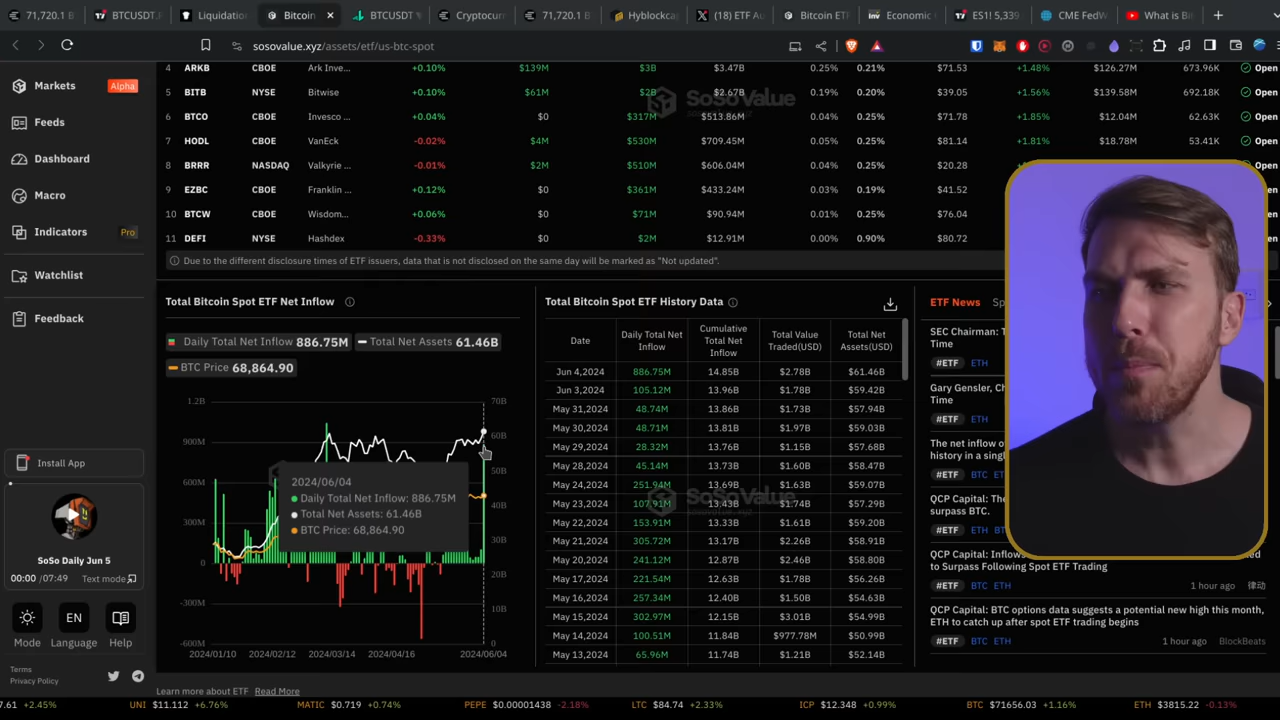 71,720.1 B
BTCUSDT.F
Liquidation
Bitcoin
BTCUSDT
Cryptocurr
71,720.1 B
Hyblockca
(18) ETF Au
Bitcoin ETF
Economic
ES1! 5,339
CME FedW
What is Bi
sosovalue.xyz/assets/etf/us-btc-spot
Markets Alpha
Feeds
Dashboard
Macro
Indicators Pro
Watchlist
Feedback
Install App
SoSo Daily Jun 5
00:00 / 07:49 Text mode
EN
Mode Language Help
Terms
Privacy Policy
4 ARKB CBOE Ark Inve... +0.10% $139M $3B $3.47B 0.25% 0.21% $71.53 +1.48% $126.27M 673.96K Open
5 BITB NYSE Bitwise +0.10% $61M $2B $2.67B 0.19% 0.20% $39.05 +1.56% $139.58M 692.18K Open
6 BTCO CBOE Invesco ... +0.04% $0 $317M $513.86M 0.04% 0.25% $71.78 +1.85% $12.04M 62.63K Open
7 HODL CBOE VanEck -0.02% $4M $530M $709.45M 0.05% 0.25% $81.14 +1.81% $18.78M 53.41K Open
8 BRRR NASDAQ Valkyrie ... -0.01% $2M $510M $606.04M 0.04% 0.25% $20.28
9 EZBC CBOE Franklin ... +0.12% $0 $361M $433.24M 0.03% 0.19% $41.52
10 BTCW CBOE Wisdom... +0.06% $0 $71M $90.94M 0.01% 0.25% $76.04
11 DEFI NYSE Hashdex -0.33% $0 $2M $12.91M 0.00% 0.90% $80.72
SoSoValue
Due to the different disclosure times of ETF issuers, data that is not disclosed on the same day will be marked as "Not updated".
Total Bitcoin Spot ETF Net Inflow
Daily Total Net Inflow 886.75M Total Net Assets 61.46B
BTC Price 68,864.90
1.2B 70B
900M 60B
50B
600M
40B
300M 30B
0
20B
-300M
10B
-600M 0
2024/01/10 2024/02/12 2024/03/14 2024/04/16 2024/06/04
2024/06/04
Daily Total Net Inflow: 886.75M
Total Net Assets: 61.46B
BTC Price: 68,864.90
Total Bitcoin Spot ETF History Data
Date Daily Total Net Inflow Cumulative Total Net Inflow Total Value Traded(USD) Total Net Assets(USD)
Jun 4,2024 886.75M 14.85B $2.78B $61.46B
Jun 3,2024 105.12M 13.96B $1.78B $59.42B
May 31,2024 48.74M 13.86B $1.73B $57.94B
May 30,2024 48.71M 13.81B $1.97B $59.03B
May 29,2024 28.32M 13.76B $1.15B $57.68B
May 28,2024 45.14M 13.73B $1.60B $58.47B
May 24,2024 251.94M 13.69B $1.63B $59.07B
May 23,2024 107.91M 13.43B $1.74B $57.29B
May 22,2024 153.91M 13.33B $1.61B $59.20B
May 21,2024 305.72M 13.17B $2.26B $58.91B
May 20,2024 241.12M 12.87B $2.46B $58.80B
May 17,2024 221.54M 12.63B $1.78B $56.26B
May 16,2024 257.34M 12.40B $1.50B $54.63B
May 15,2024 302.97M 12.15B $3.01B $54.99B
May 14,2024 100.51M 11.84B $977.78M $50.99B
May 13,2024 65.96M 11.74B $1.21B $52.14B
SoSoValue
ETF News Sp
SEC Chairman: T
Time
#ETF ETH
Gary Gensler, Ch
Time
#ETF ETH
The net inflow o
history in a singl
#ETF BTC E
QCP Capital: The
surpass BTC.
#ETF ETH B
QCP Capital: Inflows
to Surpass Following Spot ETF Trading
#ETF BTC ETH 1 hour ago 律动
QCP Capital: BTC options data suggests a potential new high this month,
ETH to catch up after spot ETF trading begins
#ETF BTC ETH 1 hour ago BlockBeats
Learn more about ETF Read More
7.61 +2.45% UNI $11.112 +6.76% MATIC $0.719 +0.74% PEPE $0.00001438 -2.18% LTC $84.74 +2.33% ICP $12.348 +0.99% BTC $71656.03 +1.16% ETH $3815.22 -0.13%